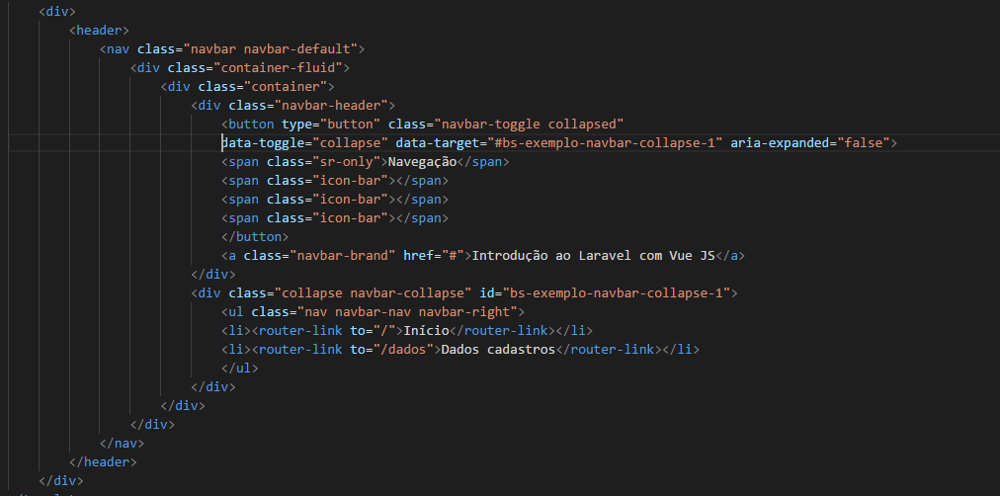 <div>
<header>
<nav class="navbar navbar-default">
<div class="container-fluid">
<div class="container">
<div class="navbar-header">
<button type="button" class="navbar-toggle collapsed"
data-toggle="collapse" data-target="#bs-exemplo-navbar-collapse-1" aria-expanded="false">
<span class="sr-only">Navegação</span>
<span class="icon-bar"></span>
<span class="icon-bar"></span>
<span class="icon-bar"></span>
</button>
<a class="navbar-brand" href="#">Introdução ao Laravel com Vue JS</a>
</div>
<div class="collapse navbar-collapse" id="bs-exemplo-navbar-collapse-1">
<ul class="nav navbar-nav navbar-right">
<li><router-link to="/">Início</router-link></li>
<li><router-link to="/dados">Dados cadastros</router-link></li>
</ul>
</div>
</div>
</div>
</nav>
</header>
</div>